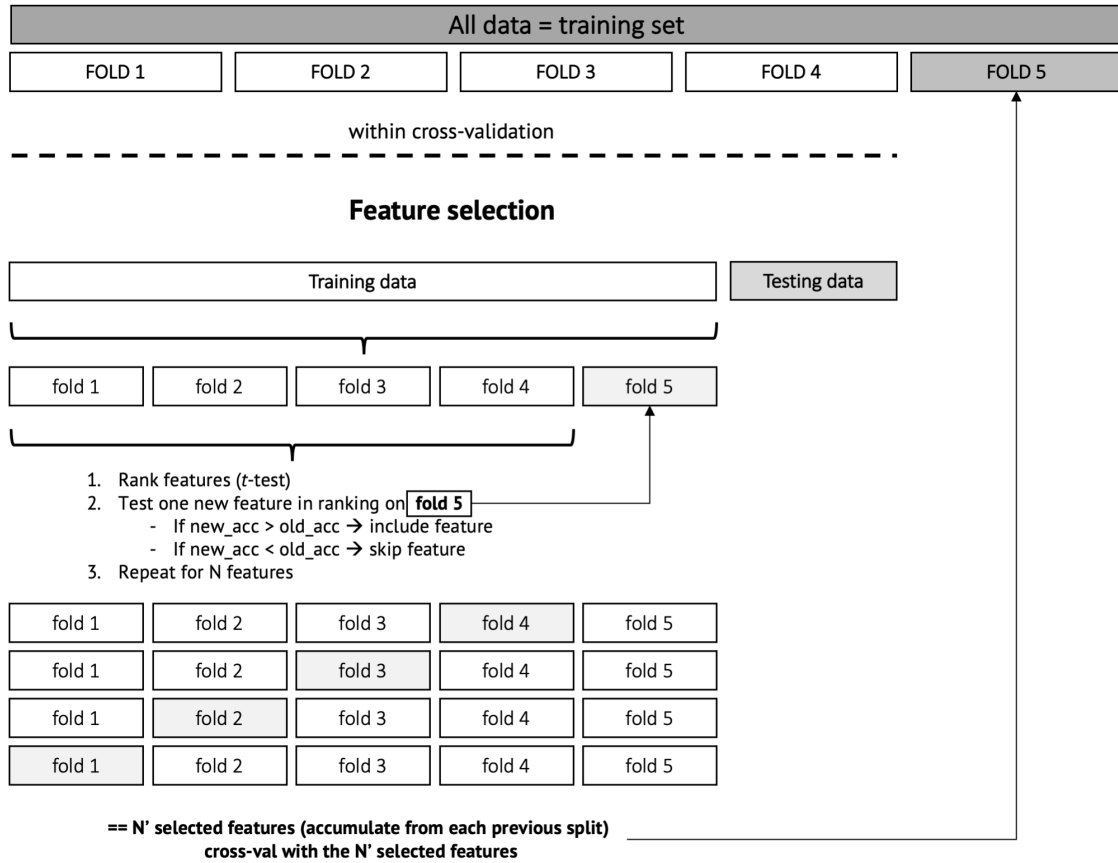 All data = training set
FOLD 1 FOLD 2 FOLD 3 FOLD 4 FOLD 5
within cross-validation
Feature selection
Training data Testing data
fold 1 fold 2 fold 3 fold 4 fold 5
1. Rank features (t-test)
2. Test one new feature in ranking on fold 5
- If new_acc > old_acc → include feature
- If new_acc < old_acc → skip feature
3. Repeat for N features
fold 1 fold 2 fold 3 fold 4 fold 5
fold 1 fold 2 fold 3 fold 4 fold 5
fold 1 fold 2 fold 3 fold 4 fold 5
fold 1 fold 2 fold 3 fold 4 fold 5
== N’ selected features (accumulate from each previous split)
cross-val with the N’ selected features